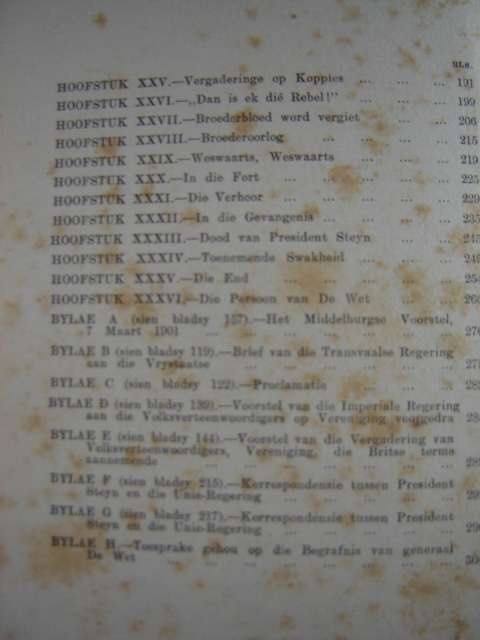 BLS.
HOOFSTUK XXV.—Vergaderinge op Koppies ... ... ... 191
HOOFSTUK XXVI.—„Dan is ek dié Rebel!" ... ... ... 199
HOOFSTUK XXVII.—Broederbloed word vergiet ... ... 206
HOOFSTUK XXVIII.—Broederoorlog ... ... ... 215
HOOFSTUK XXIX.—Weswaarts, Weswaarts ... ... ... 219
HOOFSTUK XXX.—In die Fort ... ... ... ... ... 225
HOOFSTUK XXXI.—Die Verhoor ... ... ... ... ... 229
HOOFSTUK XXXII.—In die Gevangenis ... ... ... ... 235
HOOFSTUK XXXIII.—Dood van President Steyn ... ... 245
HOOFSTUK XXXIV.—Toenemende Swakheid ... ... ... 249
HOOFSTUK XXXV.—Die End ... ... ... ... ... 254
HOOFSTUK XXXVI.—Die Persoon van De Wet ... ... ...
BYLAE A (sien bladsy 137).—Het Middelburgse Voorstel,
7 Maart 1901 ... ... ... ... ... ... ...
BYLAE B (sien bladsy 119).—Brief van die Transvaalse Regering
aan die Vrystaatse ... ... ... ... ... ...
BYLAE C (sien bladsy 122).—Proclamatie ... ... ...
BYLAE D (sien bladsy 139).—Voorstel van die Imperiale Regering
aan die Volksverteenwoordigers op Vereniging voorgedra
BYLAE E (sien bladsy 144).—Voorstel van die Vergadering van
Volksverteenwoordigers, Vereniging, die Britse terme
aannemende ... ... ... ... ... ... ...
BYLAE F (sien bladsy 215).—Korrespondensie tussen President
Steyn en die Unie-Regering ... ... ... ... ...
BYLAE G (sien bladsy 217).—Korrespondensie tussen President
Steyn en die Unie-Regering ... ... ... ... ...
BYLAE H.—Toesprake gehou op die Begrafnis van generaal
De Wet ... ... ... ... ... ... ... ...